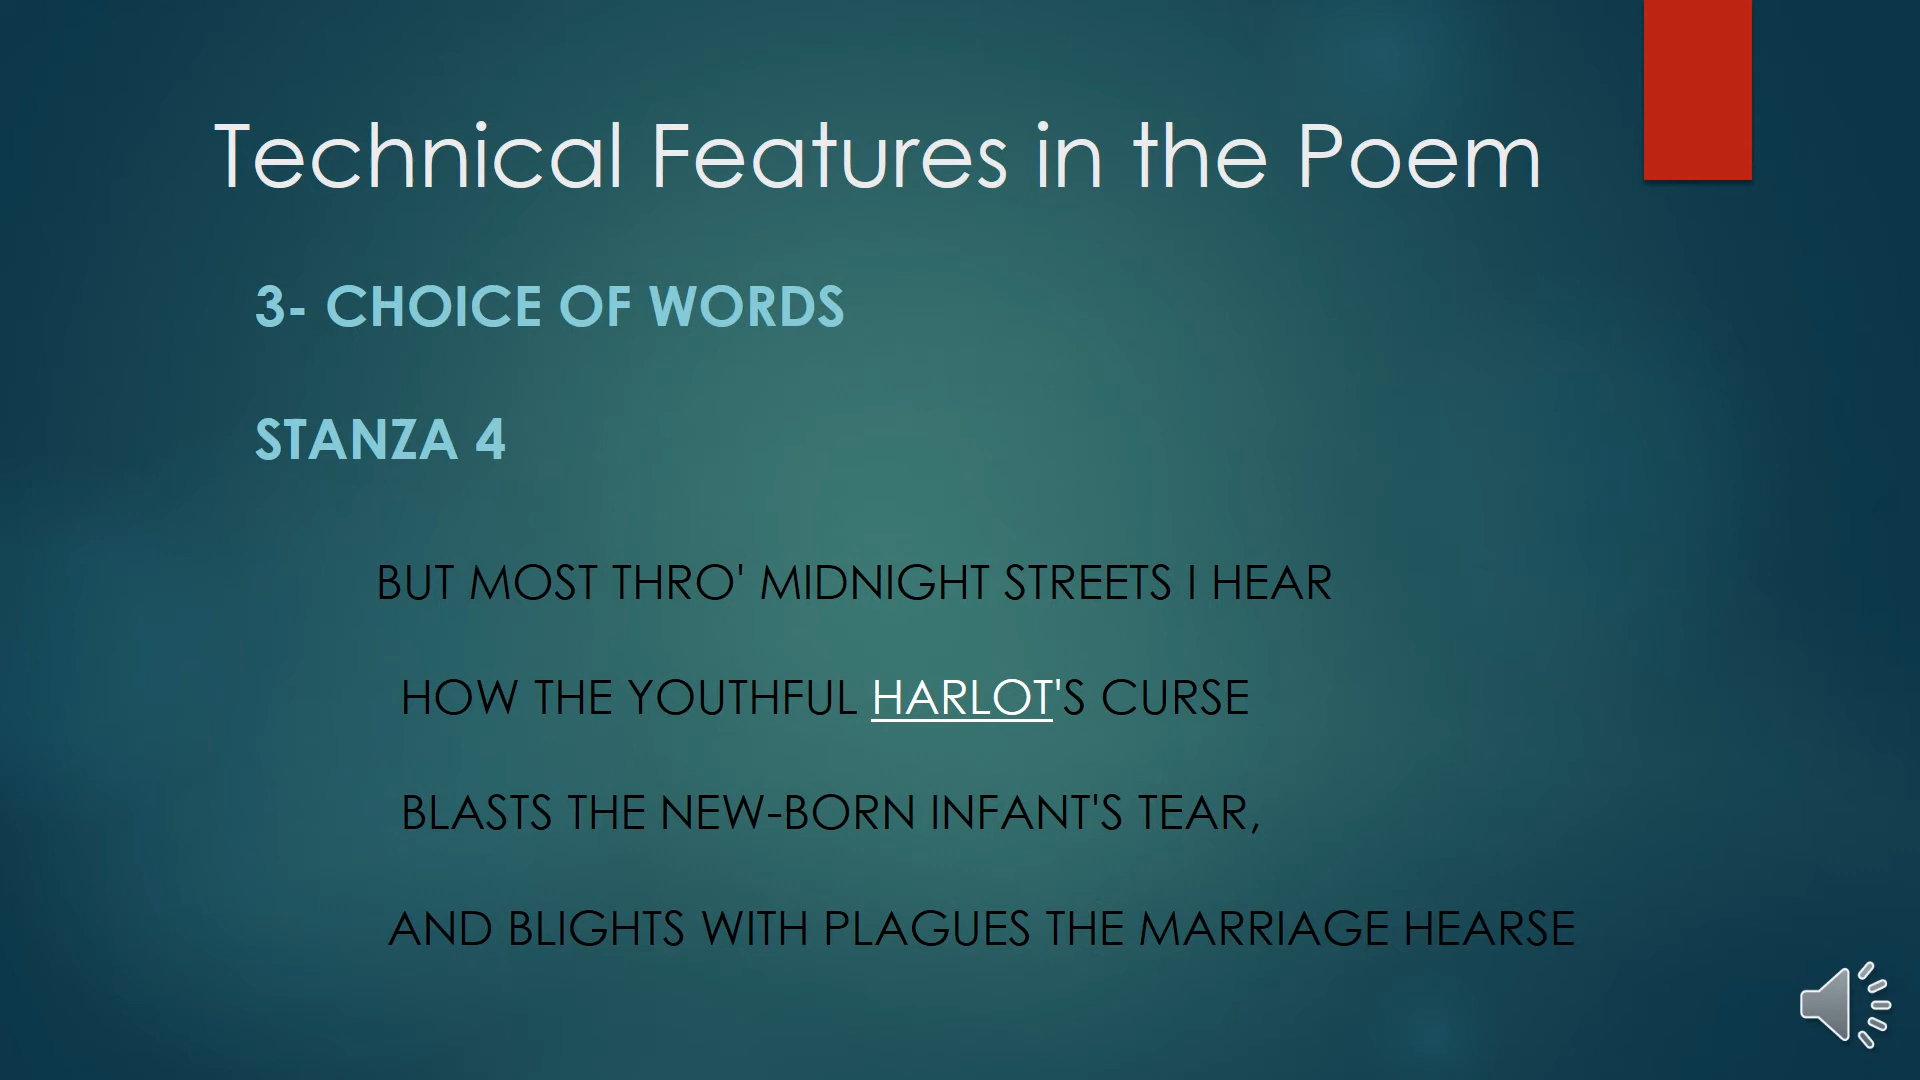 Technical Features in the Poem
3- CHOICE OF WORDS
STANZA 4
BUT MOST THRO' MIDNIGHT STREETS I HEAR
HOW THE YOUTHFUL HARLOT'S CURSE
BLASTS THE NEW-BORN INFANT'S TEAR,
AND BLIGHTS WITH PLAGUES THE MARRIAGE HEARSE